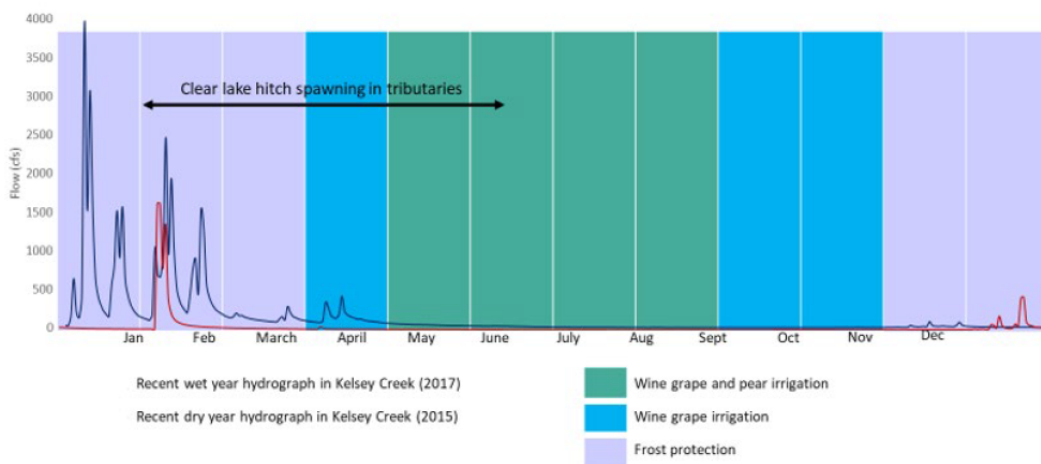 4000
3500
3000
2500
2000
1500
1000
500
0
Flow (cfs)
Clear lake hitch spawning in tributaries
Jan Feb March April May June July Aug Sept Oct Nov Dec
Recent wet year hydrograph in Kelsey Creek (2017)
Recent dry year hydrograph in Kelsey Creek (2015)
Wine grape and pear irrigation
Wine grape irrigation
Frost protection